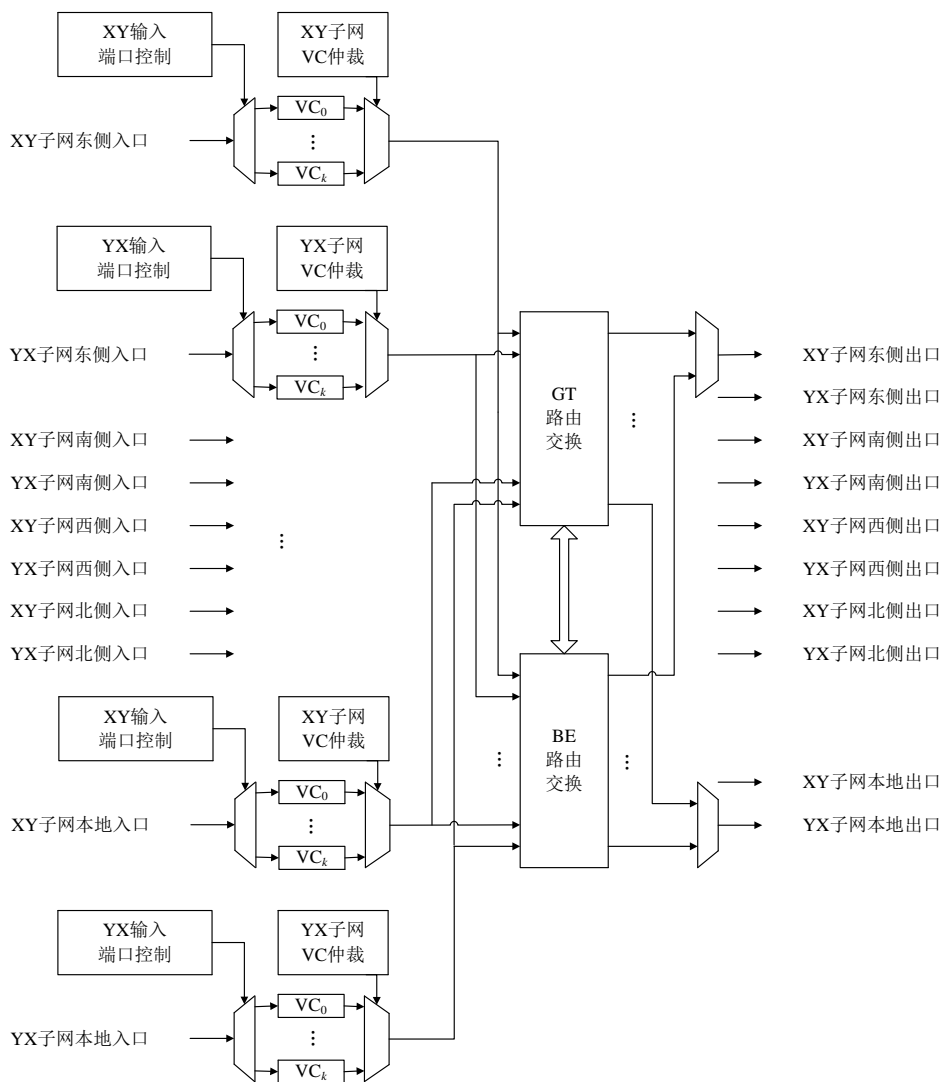 XY输入
端口控制
XY子网
VC仲裁
VC₀
XY子网东侧入口
⋮
VCₖ
YX输入
端口控制
YX子网
VC仲裁
VC₀
YX子网东侧入口
⋮
VCₖ
XY子网南侧入口
YX子网南侧入口
XY子网西侧入口
YX子网西侧入口
XY子网北侧入口
YX子网北侧入口
⋮
XY输入
端口控制
XY子网
VC仲裁
VC₀
XY子网本地入口
⋮
VCₖ
YX输入
端口控制
YX子网
VC仲裁
VC₀
YX子网本地入口
⋮
VCₖ
GT
路由
交换
⋮
BE
路由
交换
⋮
⋮
XY子网东侧出口
YX子网东侧出口
XY子网南侧出口
YX子网南侧出口
XY子网西侧出口
YX子网西侧出口
XY子网北侧出口
YX子网北侧出口
XY子网本地出口
YX子网本地出口